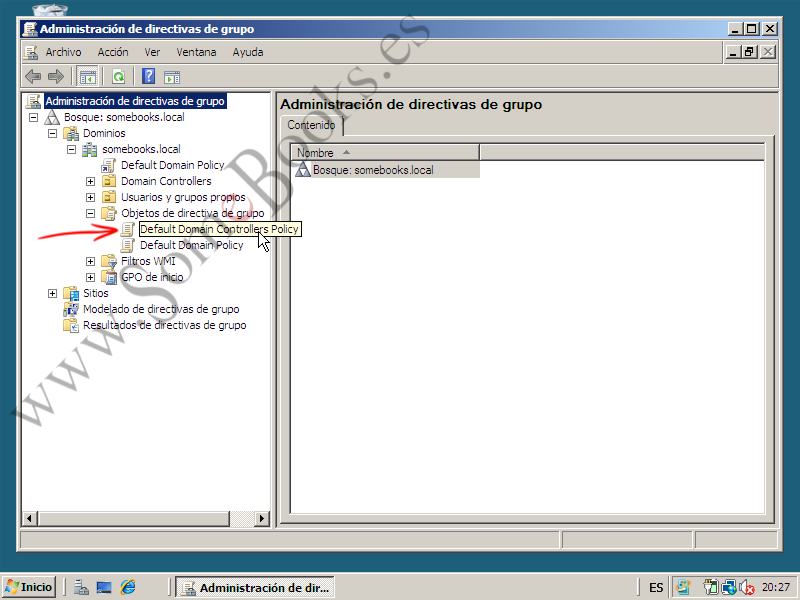 Administración de directivas de grupo
Archivo Acción Ver Ventana Ayuda
Administración de directivas de grupo
Bosque: somebooks.local
Dominios
somebooks.local
Default Domain Policy
Domain Controllers
Usuarios y grupos propios
Objetos de directiva de grupo
Default Domain Controllers Policy
Default Domain Policy
Filtros WMI
GPO de inicio
Sitios
Modelado de directivas de grupo
Resultados de directivas de grupo
Administración de directivas de grupo
Contenido
Nombre
Bosque: somebooks.local
www.SomeBooks.es
Inicio
Administración de dir...
ES
20:27